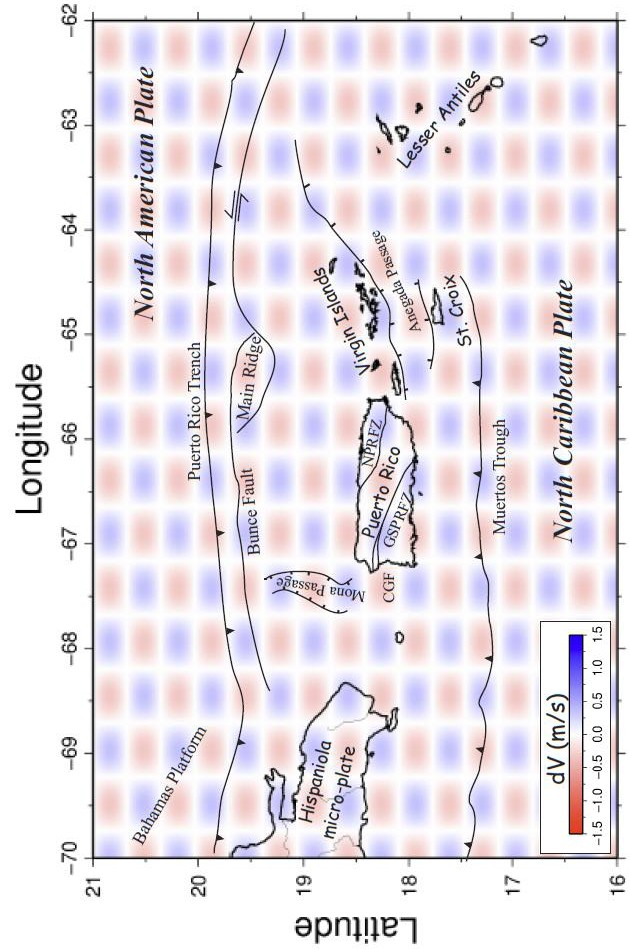 Longitude
−70
−69
−68
−67
−66
−65
−64
−63
−62
Latitude
21
20
19
18
17
16
North American Plate
Bahamas Platform
Puerto Rico Trench
Bunce Fault
Main Ridge
Mona Passage
Hispaniola
micro-plate
Virgin Islands
Anegada Passage
Lesser Antiles
NPRFZ
Puerto Rico
GSPRFZ
CGF
St. Croix
Muertos Trough
North Caribbean Plate
dV (m/s)
−1.5 −1.0 −0.5 0.0 0.5 1.0 1.5